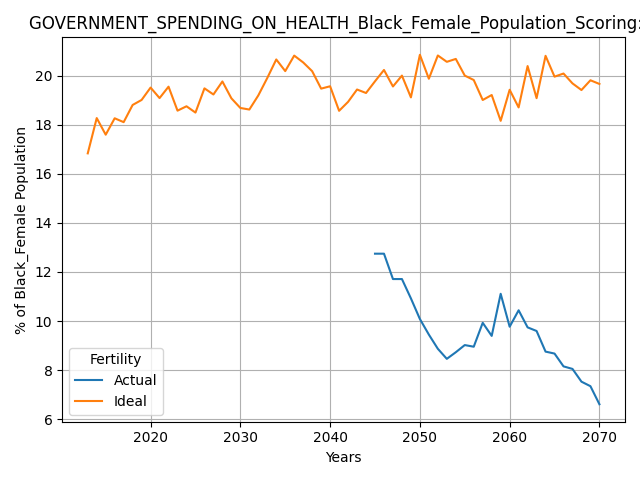 GOVERNMENT_SPENDING_ON_HEALTH_Black_Female_Population_Scoring:
20
18
16
14
12
10
8
6
% of Black_Female Population
Fertility
Actual
Ideal
2020 2030 2040 2050 2060 2070
Years